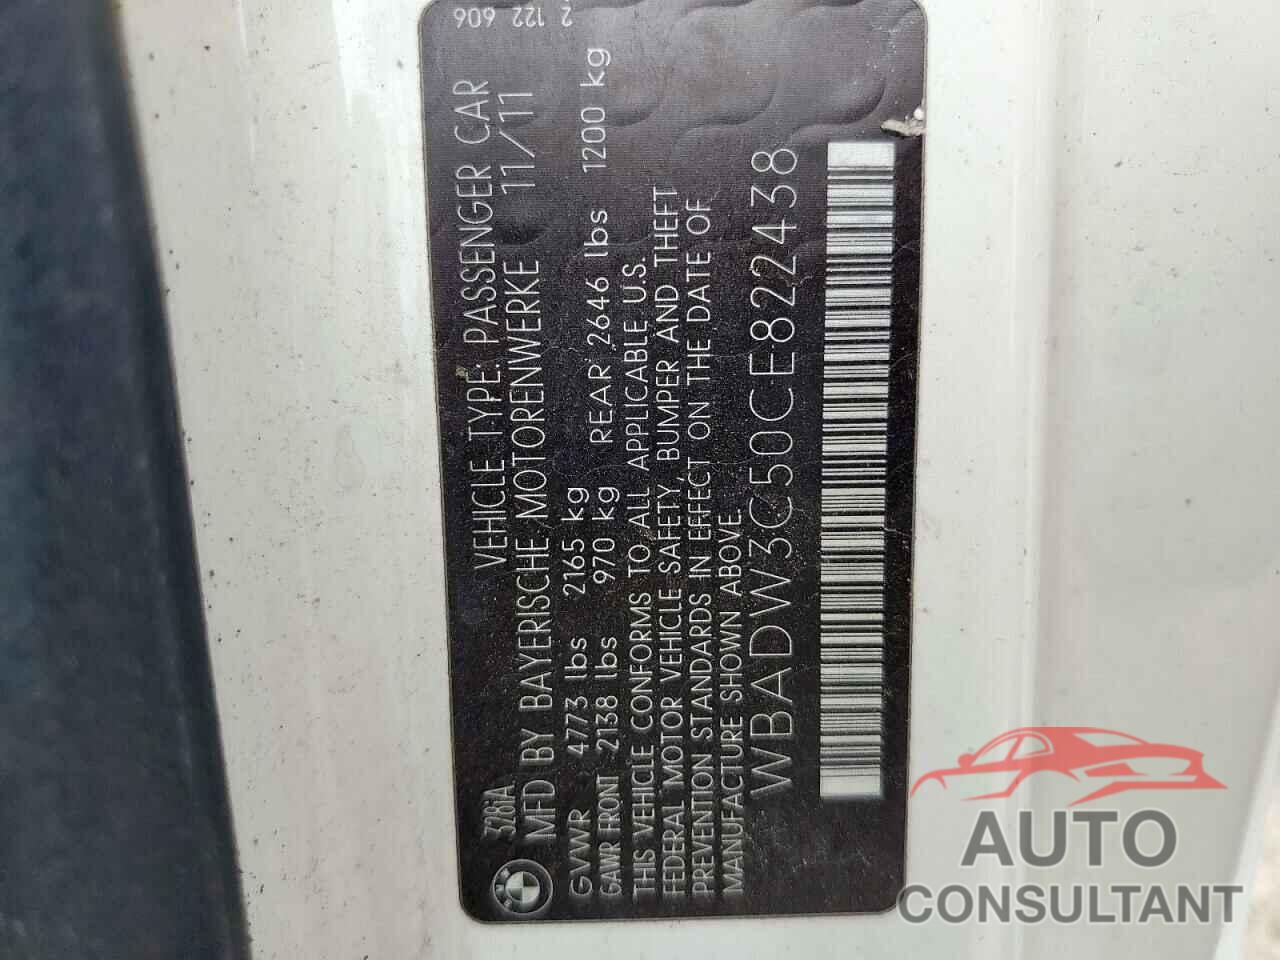 2 122 606
328iA VEHICLE TYPE: PASSENGER CAR
MFD BY BAYERISCHE MOTORENWERKE 11/11
GVWR 4773 lbs 2165 kg
GAWR FRONT 2138 lbs 970 kg REAR 2646 lbs 1200 kg
THIS VEHICLE CONFORMS TO ALL APPLICABLE U.S.
FEDERAL MOTOR VEHICLE SAFETY, BUMPER AND THEFT
PREVENTION STANDARDS IN EFFECT ON THE DATE OF
MANUFACTURE SHOWN ABOVE.
WBADW3C50CE822438
AUTO
CONSULTANT